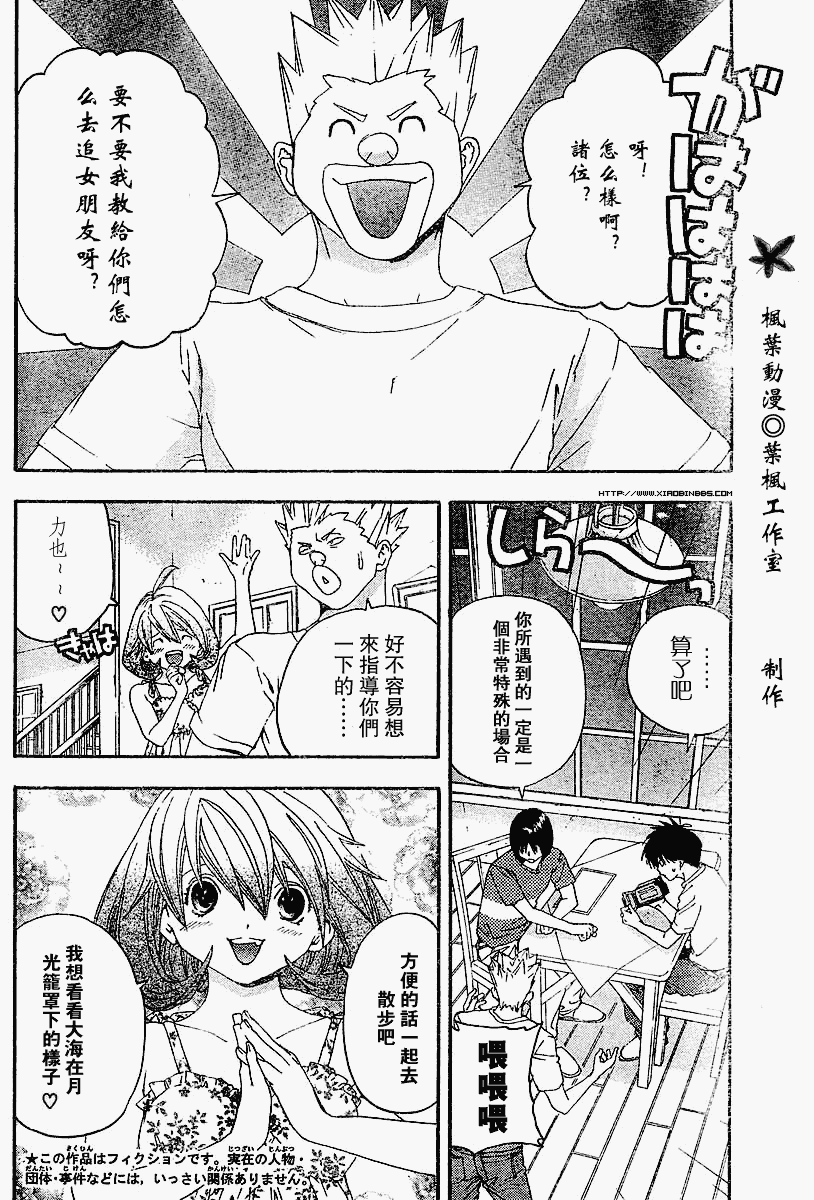 がはははは
呀！
怎么樣啊？
諸位？
要不要我教給你們怎
么去追女朋友呀？
楓葉動漫◎葉楓工作室
制作
HTTP://WWW.XIAOBINBBS.COM
しら〜っ
……
算了吧
你所遇到的一定是一
個非常特殊的場合
喂喂喂
好不容易想
來指導你們
一下的……
力也~~♡
きゃは
方便的話一起去
散步吧
我想看看大海在月
光籠罩下的樣子♡
★この作品はフィクションです。実在の人物・
団体・事件などには，いっさい関係ありません。